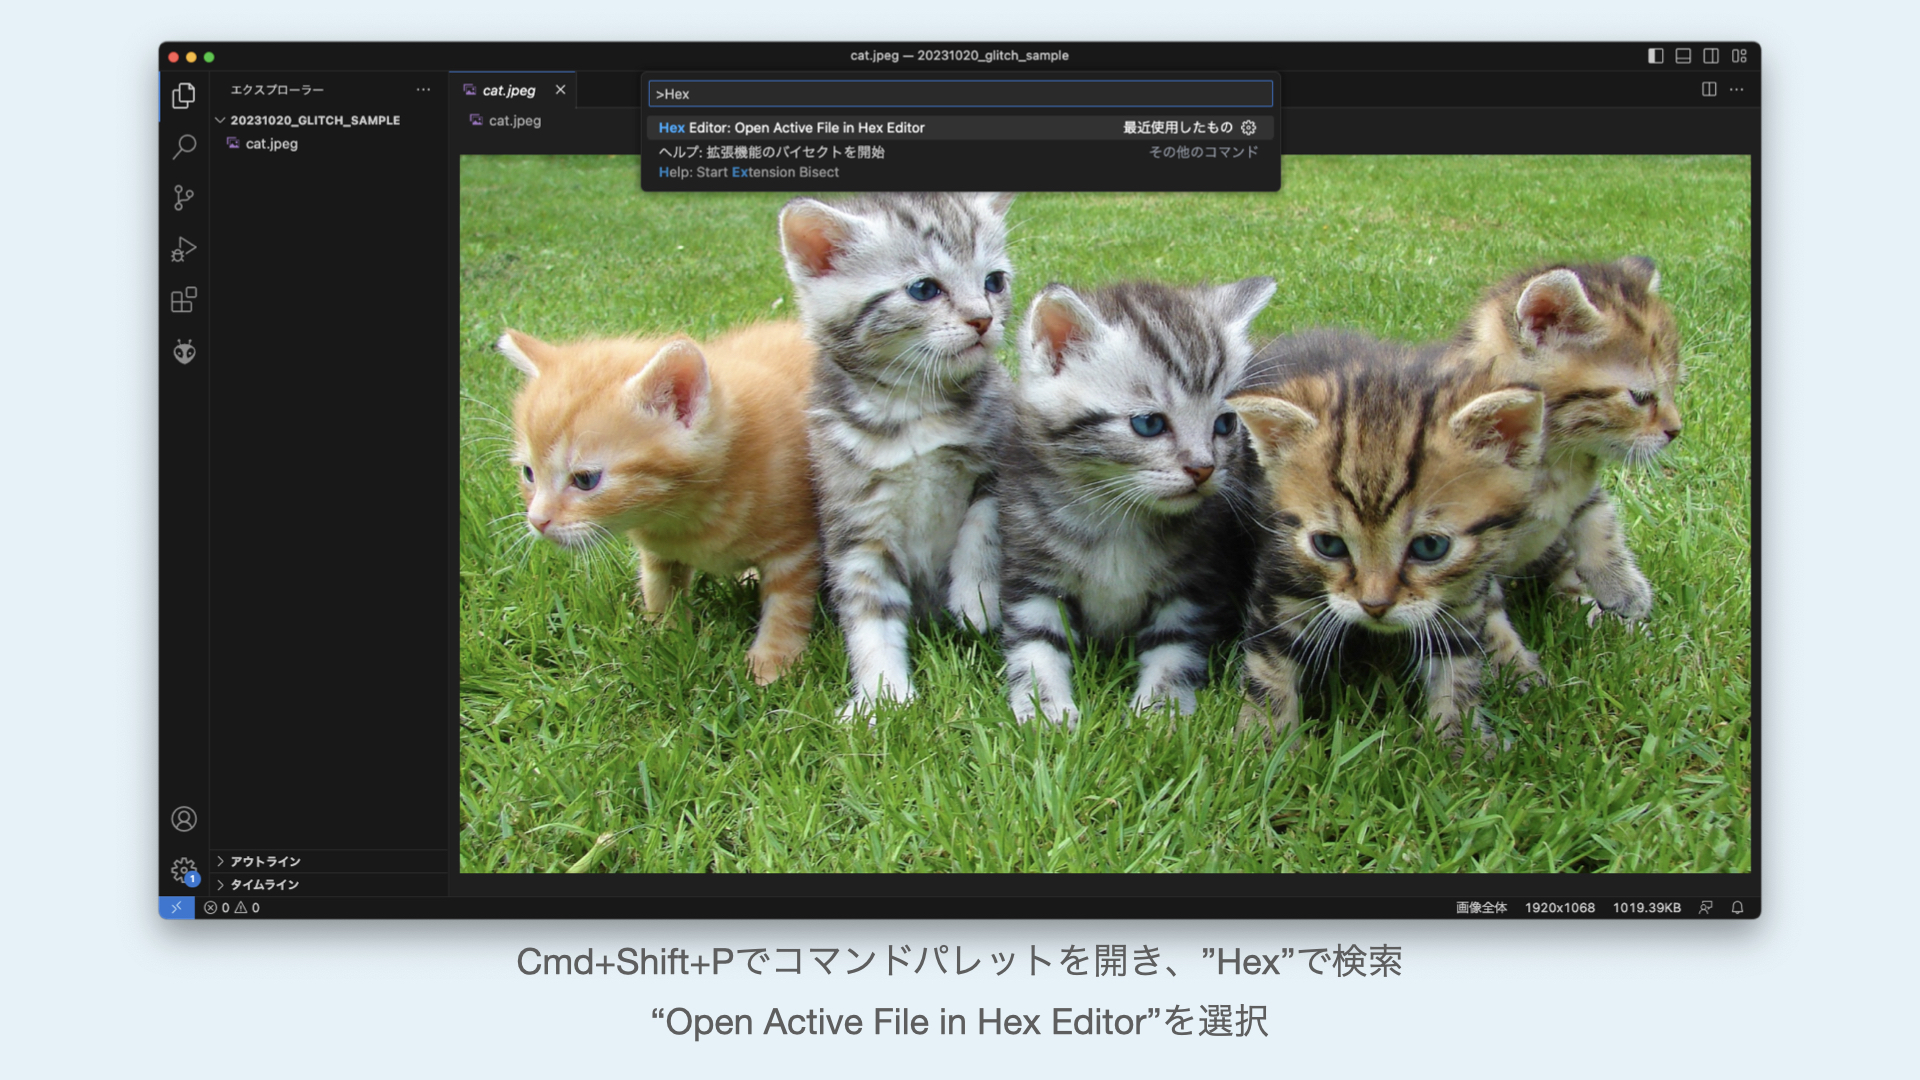 cat.jpeg — 20231020_glitch_sample
エクスプローラー
20231020_GLITCH_SAMPLE
cat.jpeg
アウトライン
タイムライン
cat.jpeg
cat.jpeg
>Hex
Hex Editor: Open Active File in Hex Editor 最近使用したもの
ヘルプ: 拡張機能のバイセクトを開始 その他のコマンド
Help: Start Extension Bisect
1
0 0 画像全体 1920x1068 1019.39KB
Cmd+Shift+Pでコマンドパレットを開き、”Hex”で検索
“Open Active File in Hex Editor”を選択